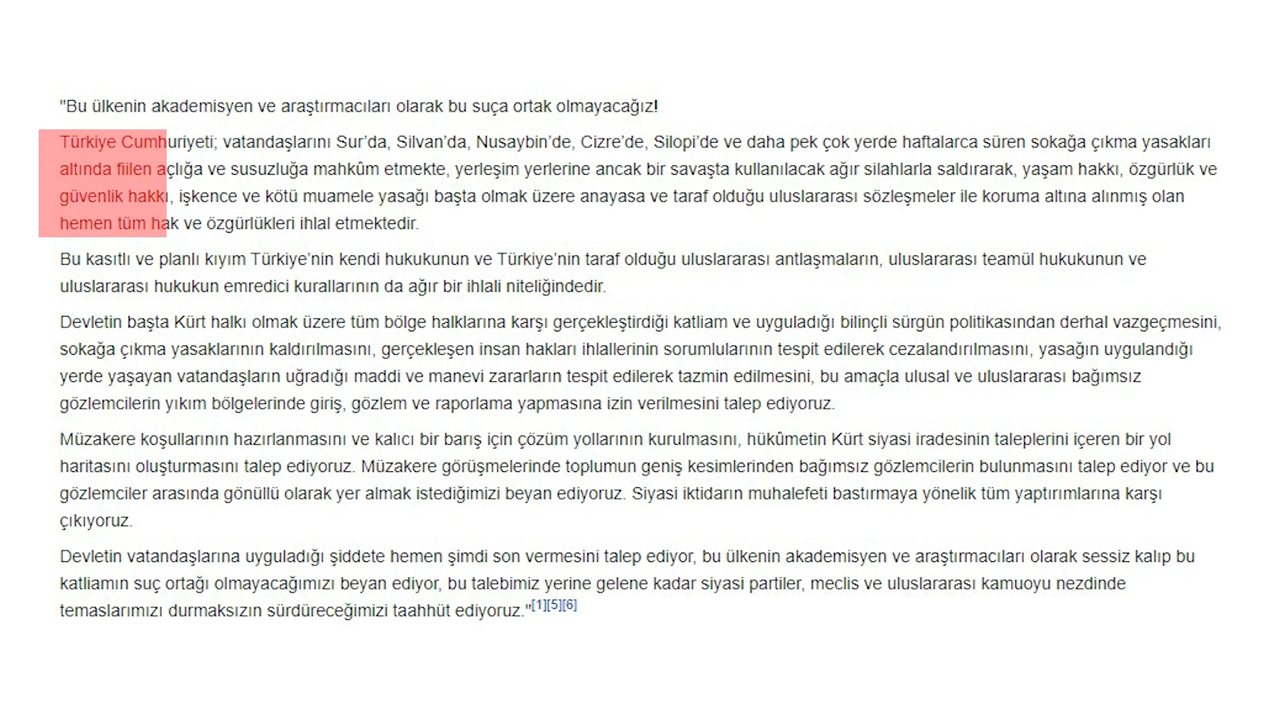 "Bu ülkenin akademisyen ve araştırmacıları olarak bu suça ortak olmayacağız!
Türkiye Cumhuriyeti; vatandaşlarını Sur'da, Silvan'da, Nusaybin'de, Cizre'de, Silopi'de ve daha pek çok yerde haftalarca süren sokağa çıkma yasakları
altında fiilen açlığa ve susuzluğa mahkûm etmekte, yerleşim yerlerine ancak bir savaşta kullanılacak ağır silahlarla saldırarak, yaşam hakkı, özgürlük ve
güvenlik hakkı, işkence ve kötü muamele yasağı başta olmak üzere anayasa ve taraf olduğu uluslararası sözleşmeler ile koruma altına alınmış olan
hemen tüm hak ve özgürlükleri ihlal etmektedir.
Bu kasıtlı ve planlı kıyım Türkiye'nin kendi hukukunun ve Türkiye'nin taraf olduğu uluslararası antlaşmaların, uluslararası teamül hukukunun ve
uluslararası hukukun emredici kurallarının da ağır bir ihlali niteliğindedir.
Devletin başta Kürt halkı olmak üzere tüm bölge halklarına karşı gerçekleştirdiği katliam ve uyguladığı bilinçli sürgün politikasından derhal vazgeçmesini,
sokağa çıkma yasaklarının kaldırılmasını, gerçekleşen insan hakları ihlallerinin sorumlularının tespit edilerek cezalandırılmasını, yasağın uygulandığı
yerde yaşayan vatandaşların uğradığı maddi ve manevi zararların tespit edilerek tazmin edilmesini, bu amaçla ulusal ve uluslararası bağımsız
gözlemcilerin yıkım bölgelerinde giriş, gözlem ve raporlama yapmasına izin verilmesini talep ediyoruz.
Müzakere koşullarının hazırlanmasını ve kalıcı bir barış için çözüm yollarının kurulmasını, hükûmetin Kürt siyasi iradesinin taleplerini içeren bir yol
haritasını oluşturmasını talep ediyoruz. Müzakere görüşmelerinde toplumun geniş kesimlerinden bağımsız gözlemcilerin bulunmasını talep ediyor ve bu
gözlemciler arasında gönüllü olarak yer almak istediğimizi beyan ediyoruz. Siyasi iktidarın muhalefeti bastırmaya yönelik tüm yaptırımlarına karşı
çıkıyoruz.
Devletin vatandaşlarına uyguladığı şiddete hemen şimdi son vermesini talep ediyor, bu ülkenin akademisyen ve araştırmacıları olarak sessiz kalıp bu
katliamın suç ortağı olmayacağımızı beyan ediyor, bu talebimiz yerine gelene kadar siyasi partiler, meclis ve uluslararası kamuoyu nezdinde
temaslarımızı durmaksızın sürdüreceğimizi taahhüt ediyoruz."[1][5][6]